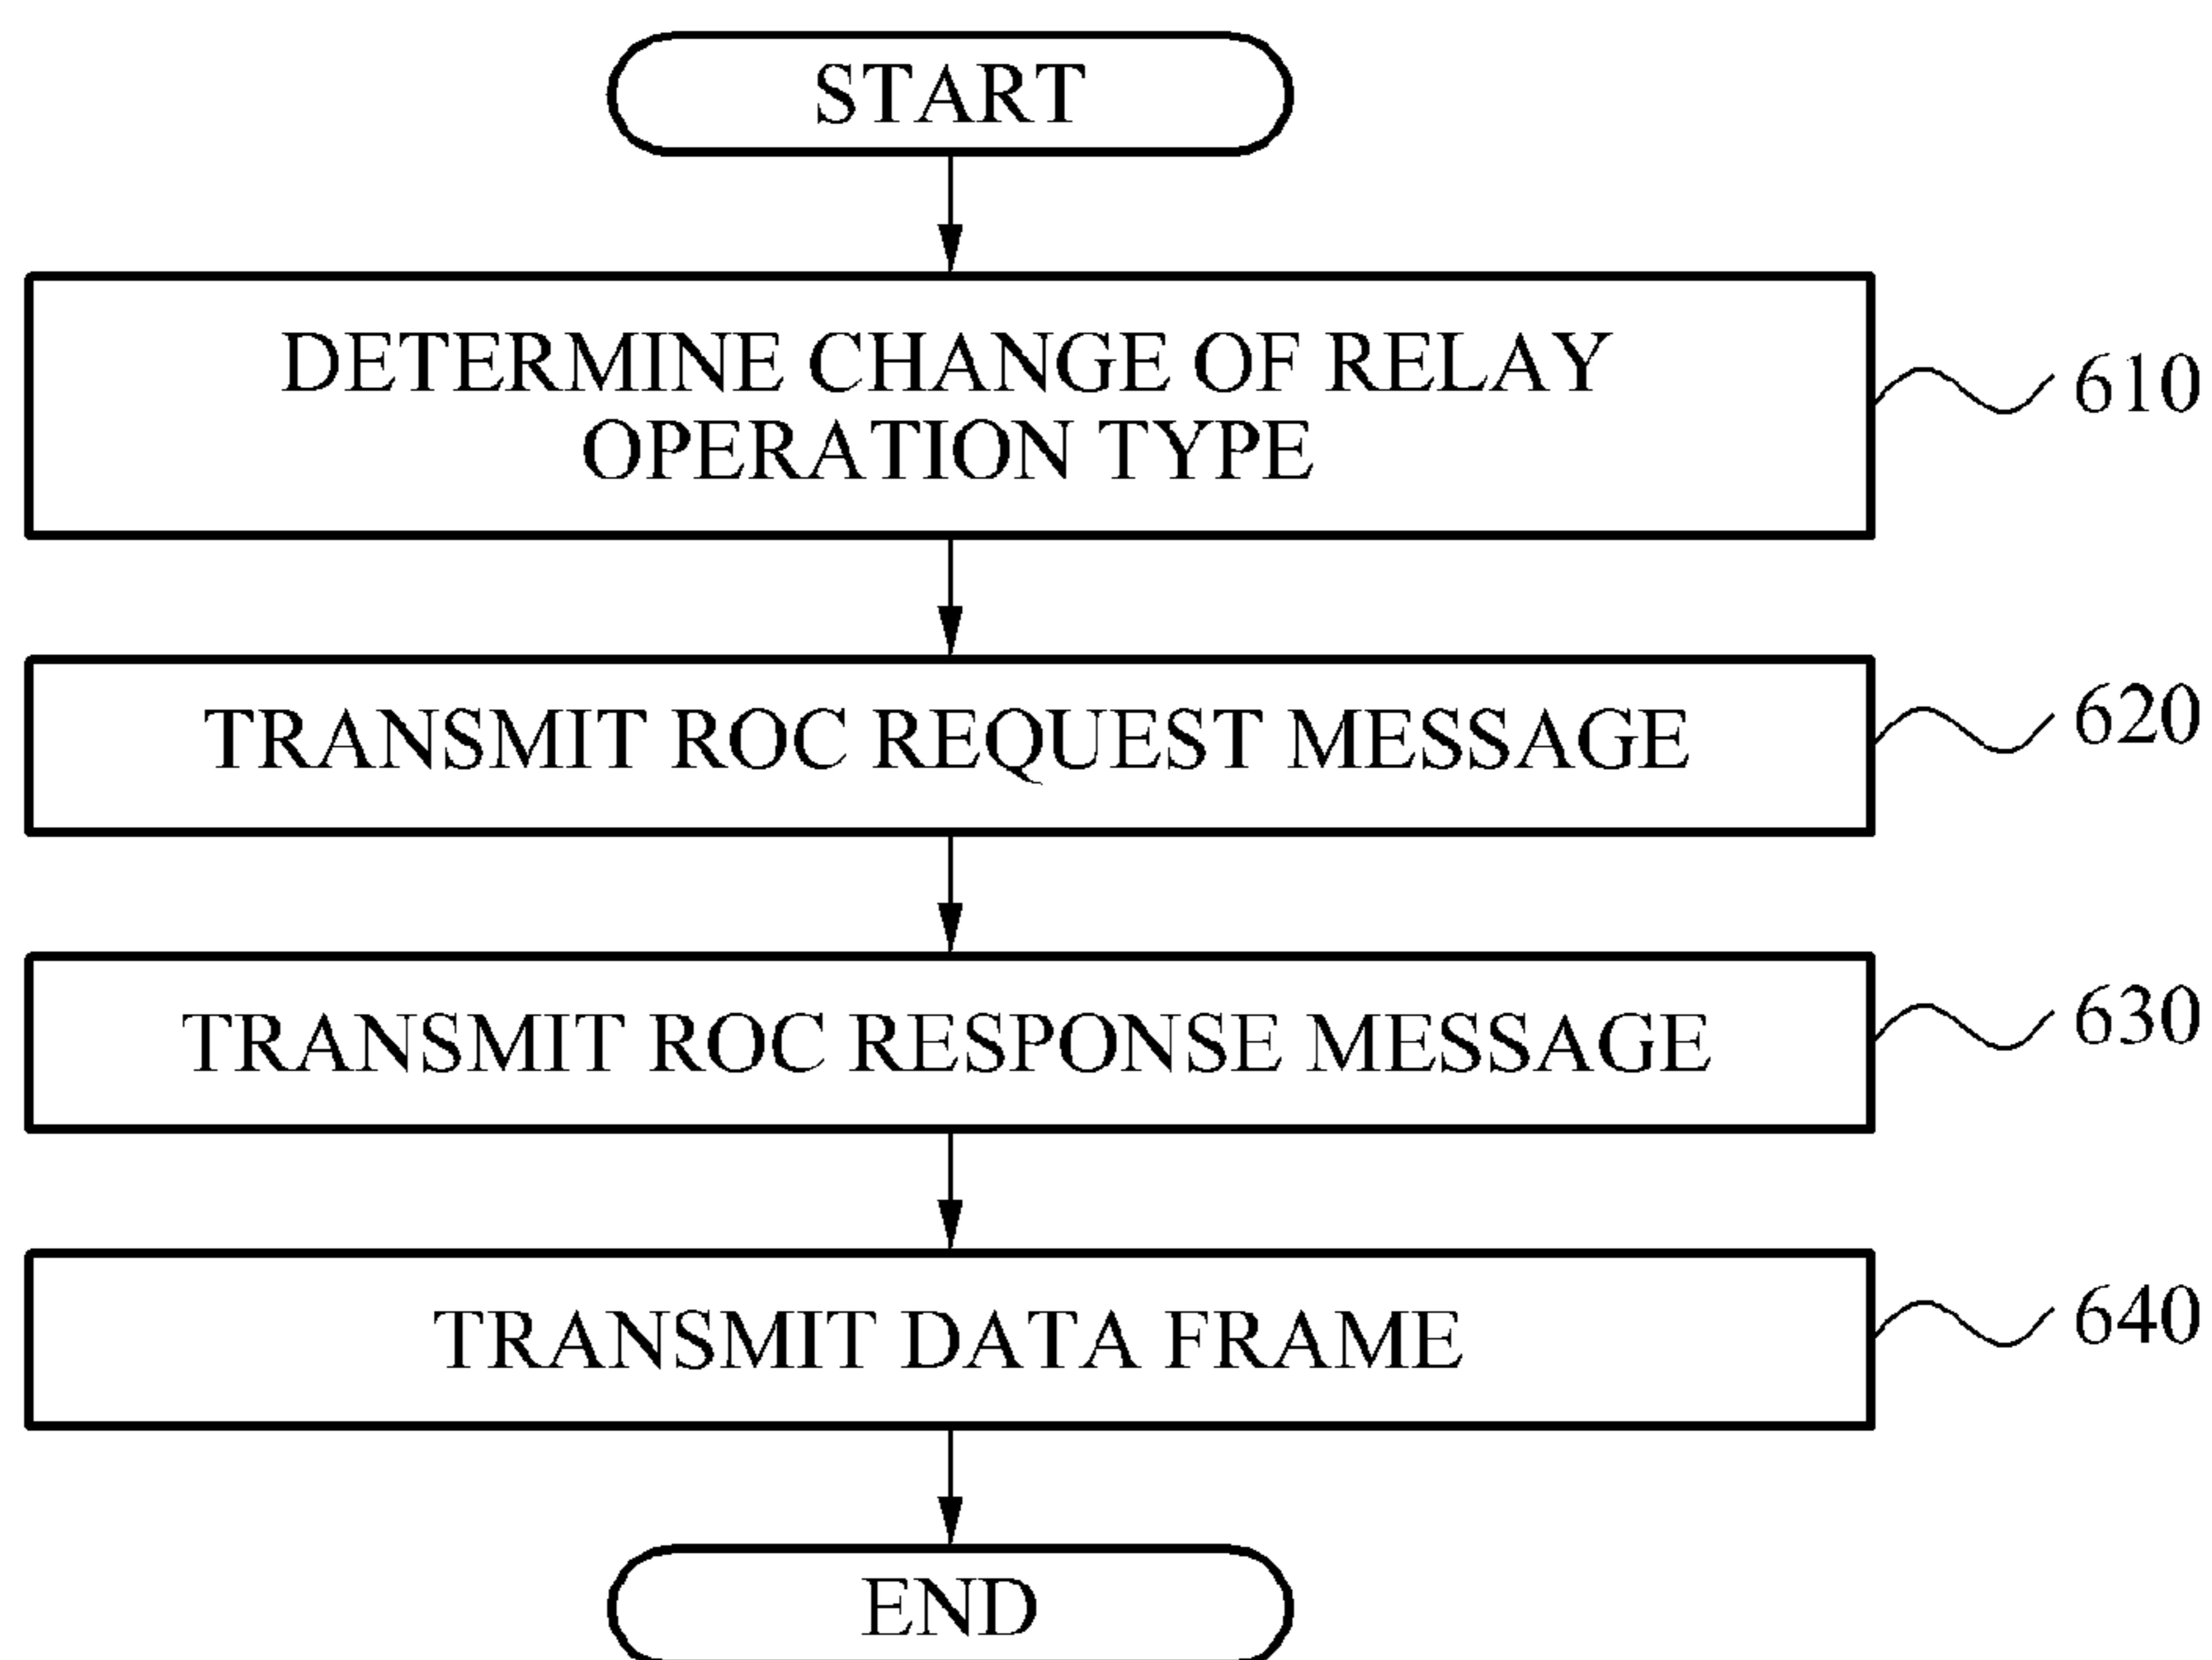 START
DETERMINE CHANGE OF RELAY
OPERATION TYPE
610
TRANSMIT ROC REQUEST MESSAGE
620
TRANSMIT ROC RESPONSE MESSAGE
630
TRANSMIT DATA FRAME
640
END